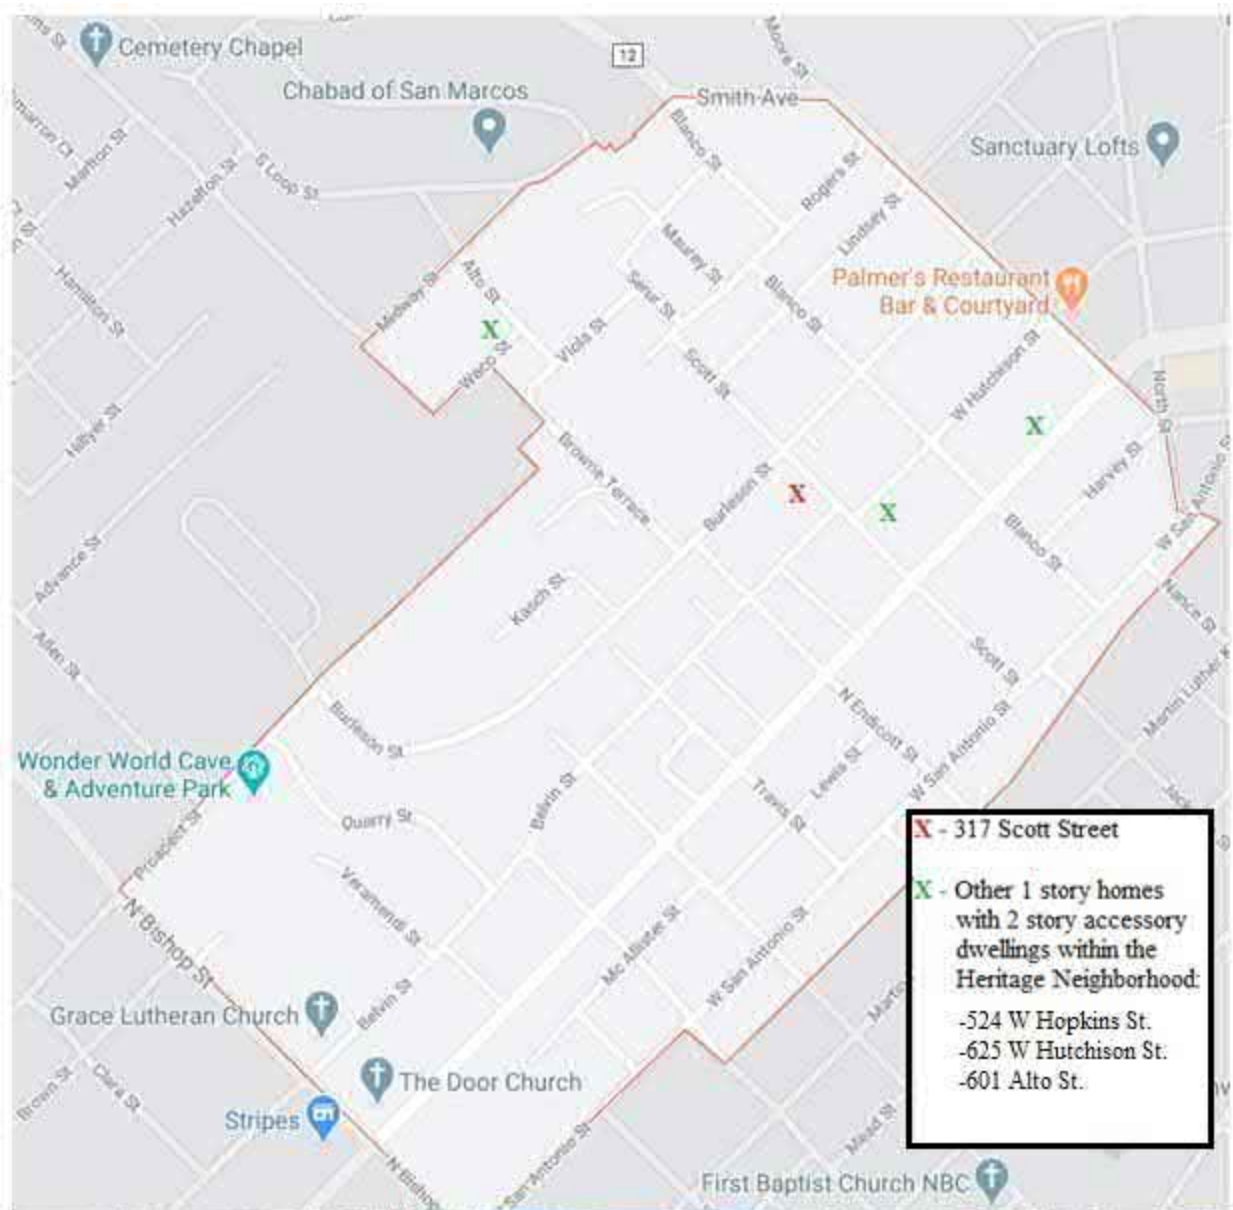 Cemetery Chapel
12
Moore St
Chabad of San Marcos
Smith Ave
Blanco St
Sanctuary Lofts
Marlton St
Hazelton St
S Loop St
Rogers St
Lindsey St
Maurey St
Alto St
Midway St
Hamilton St
Sałur St
Blanco St
Palmer's Restaurant
Bar & Courtyard
X
Viola St
Waco St
Scott St
W Hutchison St
North St
Hillyer St
X
Browne Terrace
Burleson St
X
X
Harvey St
W San Antonio St
Blanco St
Advance St
Kasch St
Nance St
Allen St
Scott St
Burleson St
N Endicott St
W San Antonio St
Wonder World Cave
& Adventure Park
Lewis St
Travis St
Belvin St
Quarry St
Prospect St
X - 317 Scott Street
Veramendi St
X - Other 1 story homes
with 2 story accessory
dwellings within the
Heritage Neighborhood:
-524 W Hopkins St.
-625 W Hutchison St.
-601 Alto St.
N Bishop St
Mc Allister St
W San Antonio St
Belvin St
Grace Lutheran Church
The Door Church
Brown St
Clara St
Stripes
Mead St
N Bishop
San Antonio St
First Baptist Church NBC